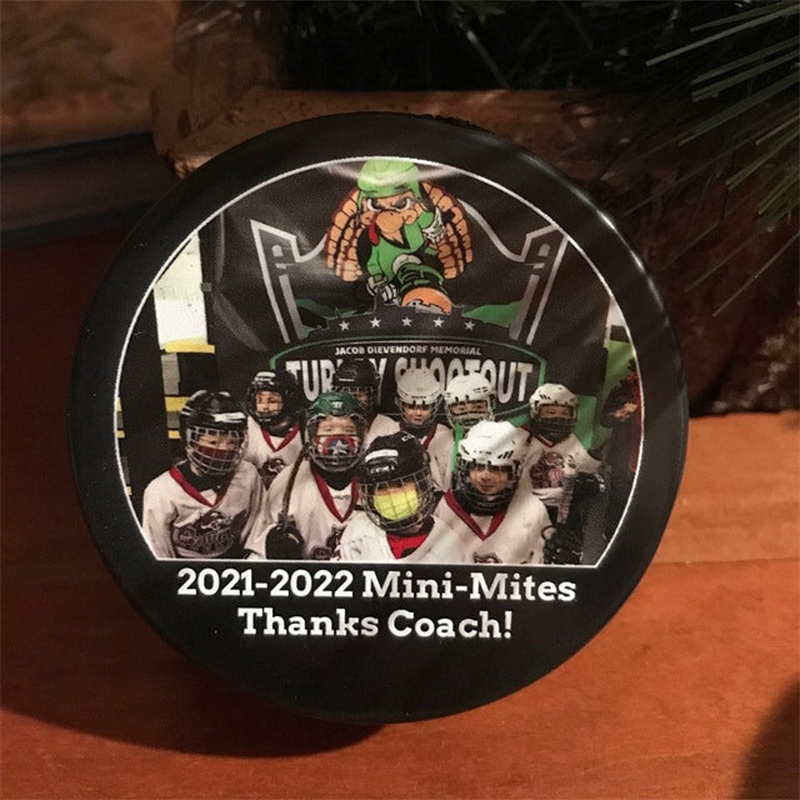 JACOB DIEVENDORF MEMORIAL
TURKEY SHOOTOUT
2021-2022 Mini-Mites
Thanks Coach!